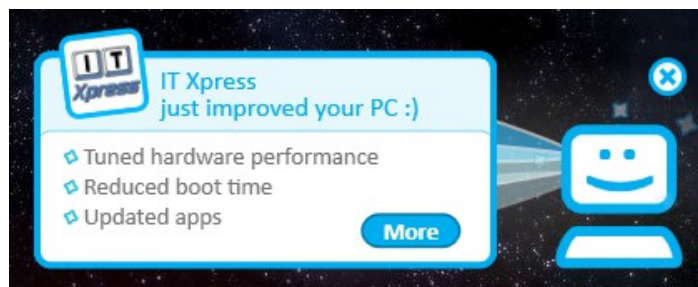 IT
Xpress
IT Xpress
just improved your PC :)
Tuned hardware performance
Reduced boot time
Updated apps
More